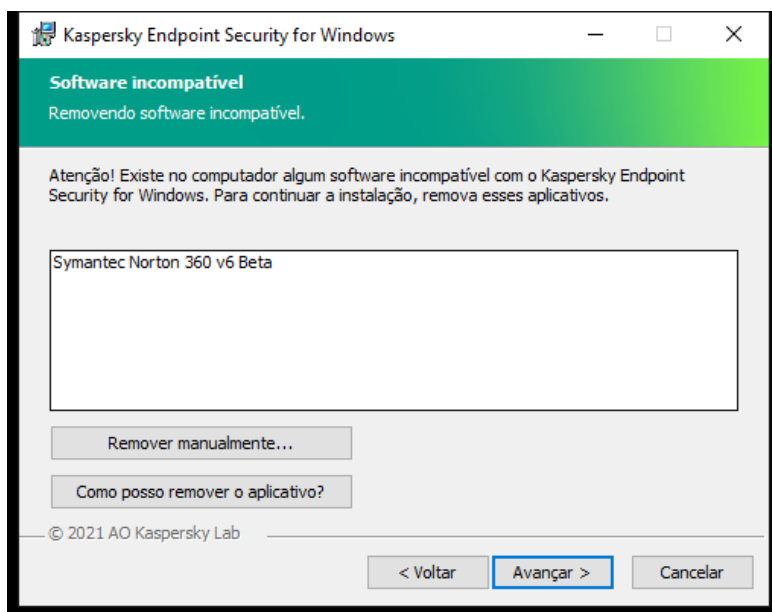 Kaspersky Endpoint Security for Windows
Software incompatível
Removendo software incompatível.
Atenção! Existe no computador algum software incompatível com o Kaspersky Endpoint
Security for Windows. Para continuar a instalação, remova esses aplicativos.
Symantec Norton 360 v6 Beta
Remover manualmente...
Como posso remover o aplicativo?
© 2021 AO Kaspersky Lab
< Voltar Avançar > Cancelar